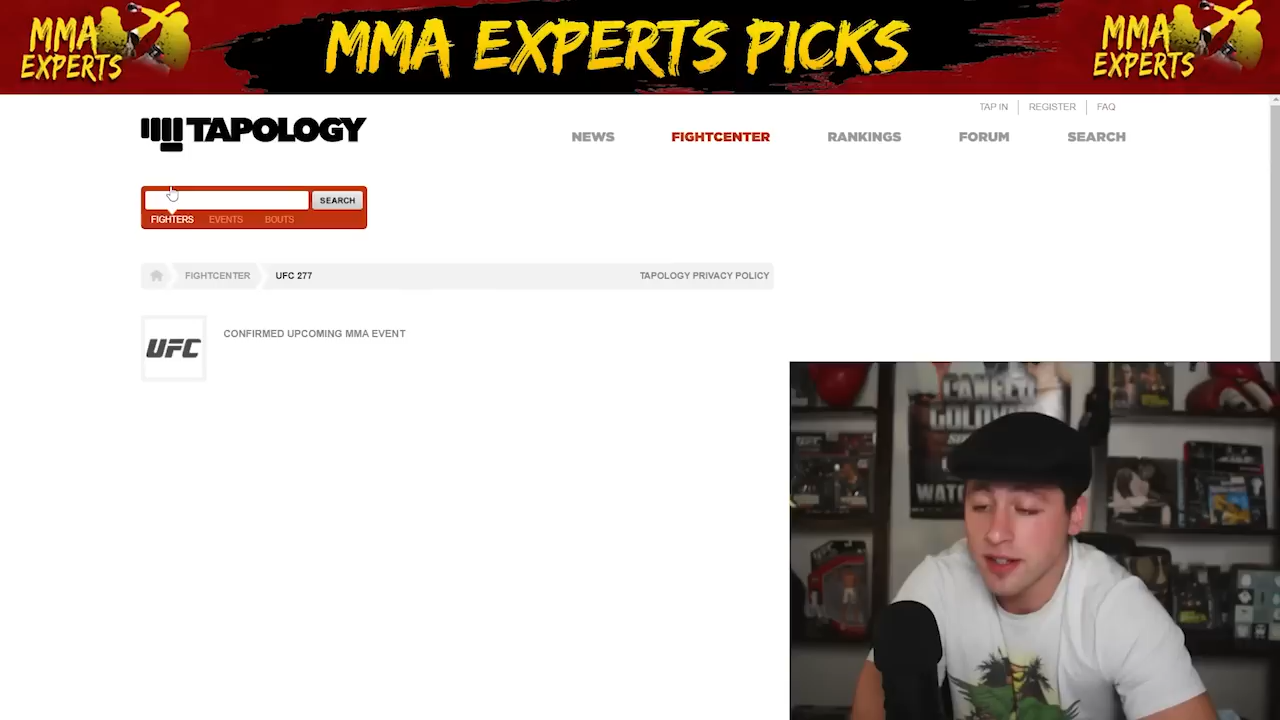 MMA EXPERTS
MMA EXPERTS PICKS
MMA EXPERTS
TAP IN
REGISTER
FAQ
TAPOLOGY
NEWS
FIGHTCENTER
RANKINGS
FORUM
SEARCH
SEARCH
FIGHTERS
EVENTS
BOUTS
FIGHTCENTER
UFC 277
TAPOLOGY PRIVACY POLICY
UFC
CONFIRMED UPCOMING MMA EVENT
CANELO